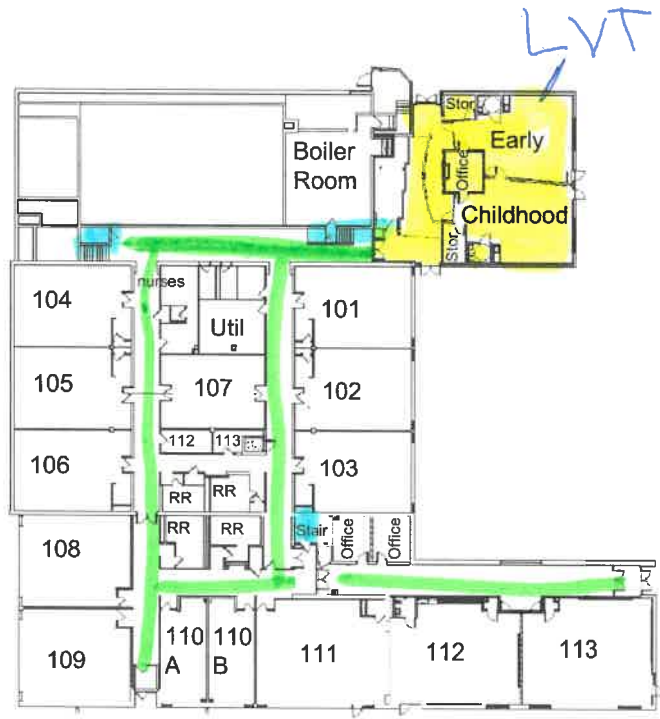 LVT
Stor
Early
Boiler
Room
Office
Childhood
Stor
nurses
104
Util
101
105
107
102
112
113
106
103
RR
RR
RR
RR
Stair
Office
Office
108
110
A
110
B
111
112
113
109